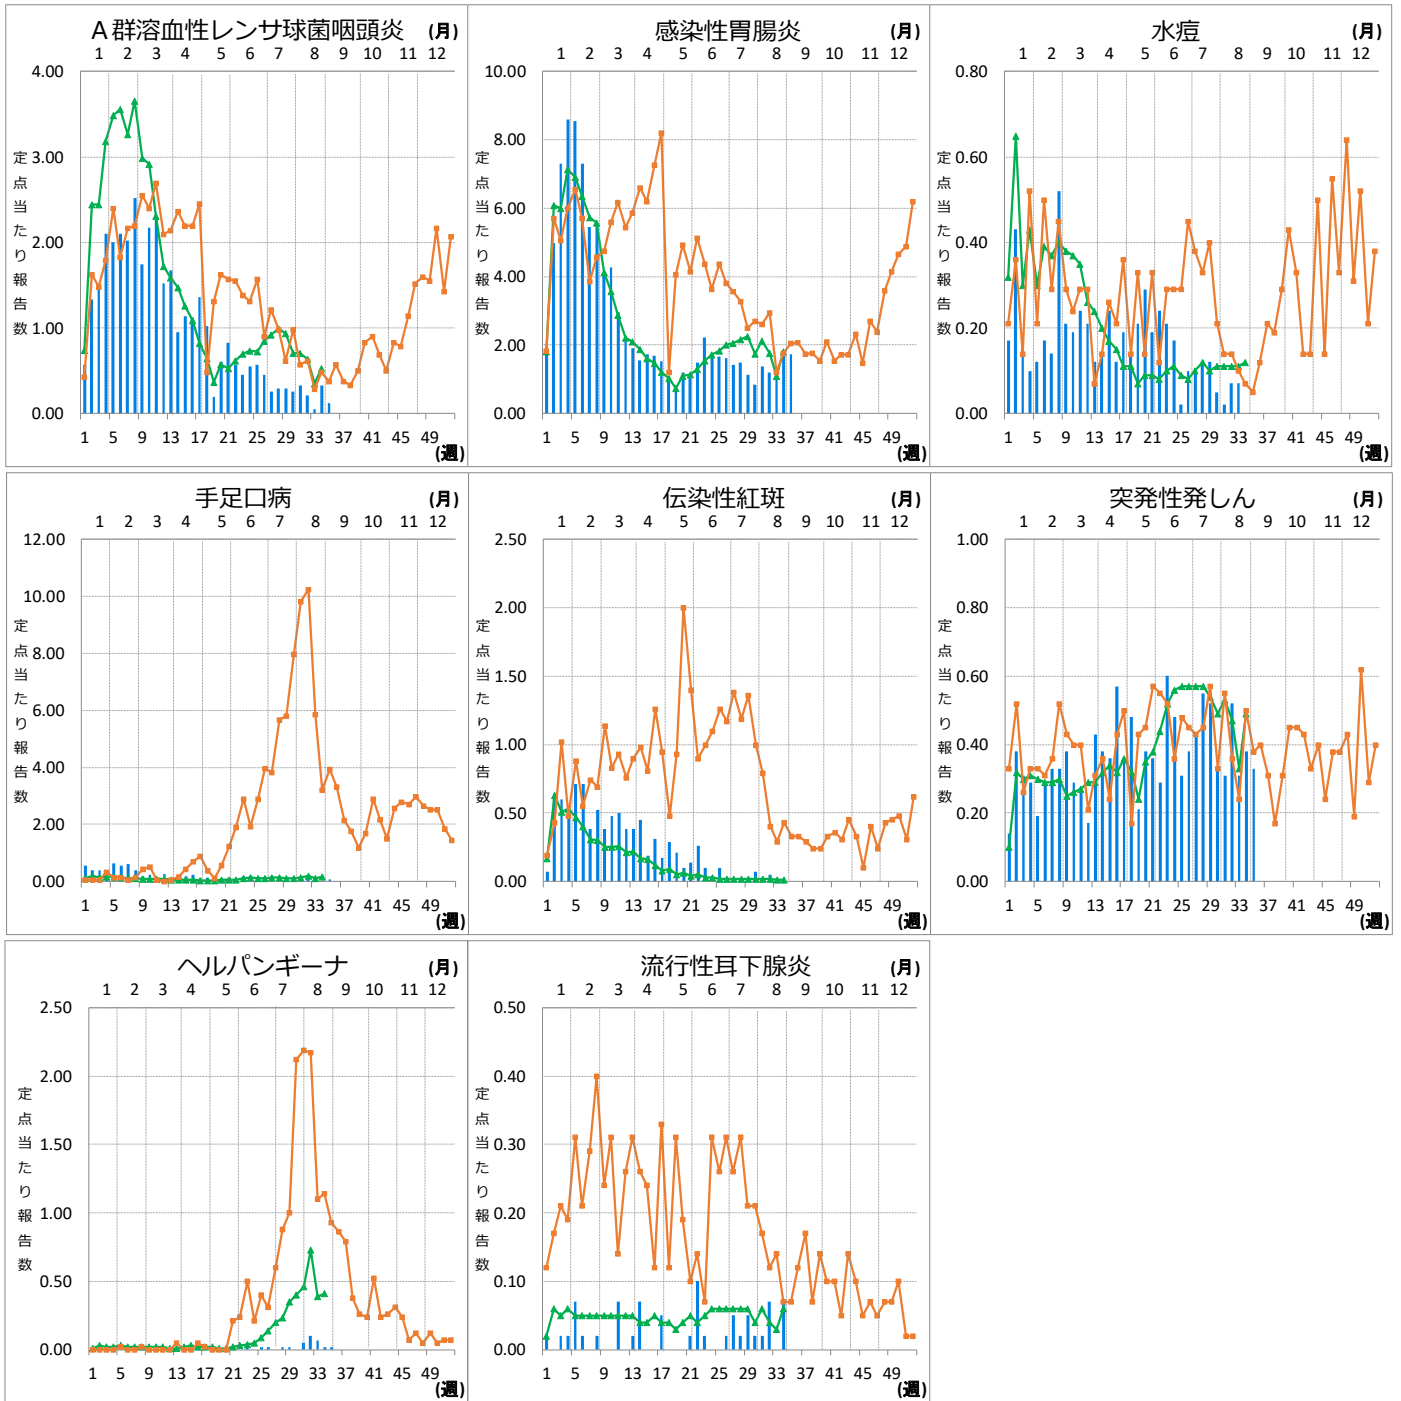 A群溶血性レンサ球菌咽頭炎 (月)
1 2 3 4 5 6 7 8 9 10 11 12
4.00
3.00
2.00
1.00
0.00
定点当たり報告数
1 5 9 13 17 21 25 29 33 37 41 45 49
(週)
感染性胃腸炎 (月)
1 2 3 4 5 6 7 8 9 10 11 12
10.00
8.00
6.00
4.00
2.00
0.00
定点当たり報告数
1 5 9 13 17 21 25 29 33 37 41 45 49
(週)
水痘 (月)
1 2 3 4 5 6 7 8 9 10 11 12
0.80
0.60
0.40
0.20
0.00
定点当たり報告数
1 5 9 13 17 21 25 29 33 37 41 45 49
(週)
手足口病 (月)
1 2 3 4 5 6 7 8 9 10 11 12
12.00
10.00
8.00
6.00
4.00
2.00
0.00
定点当たり報告数
1 5 9 13 17 21 25 29 33 37 41 45 49
(週)
伝染性紅斑 (月)
1 2 3 4 5 6 7 8 9 10 11 12
2.50
2.00
1.50
1.00
0.50
0.00
定点当たり報告数
1 5 9 13 17 21 25 29 33 37 41 45 49
(週)
突発性発しん (月)
1 2 3 4 5 6 7 8 9 10 11 12
1.00
0.80
0.60
0.40
0.20
0.00
定点当たり報告数
1 5 9 13 17 21 25 29 33 37 41 45 49
(週)
ヘルパンギーナ (月)
1 2 3 4 5 6 7 8 9 10 11 12
2.50
2.00
1.50
1.00
0.50
0.00
定点当たり報告数
1 5 9 13 17 21 25 29 33 37 41 45 49
(週)
流行性耳下腺炎 (月)
1 2 3 4 5 6 7 8 9 10 11 12
0.50
0.40
0.30
0.20
0.10
0.00
定点当たり報告数
1 5 9 13 17 21 25 29 33 37 41 45 49
(週)